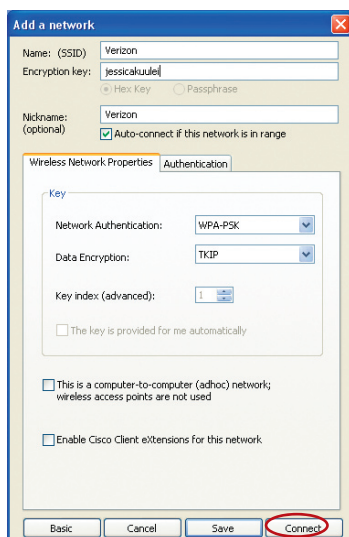 Add a network
Name: (SSID) Verizon
Encryption key: jessicakuulei
Hex Key Passphrase
Nickname: Verizon
(optional)
Auto-connect if this network is in range
Wireless Network Properties Authentication
Key
Network Authentication: WPA-PSK
Data Encryption: TKIP
Key index (advanced): 1
The key is provided for me automatically
This is a computer-to-computer (adhoc) network;
wireless access points are not used
Enable Cisco Client eXtensions for this network
Basic Cancel Save Connect